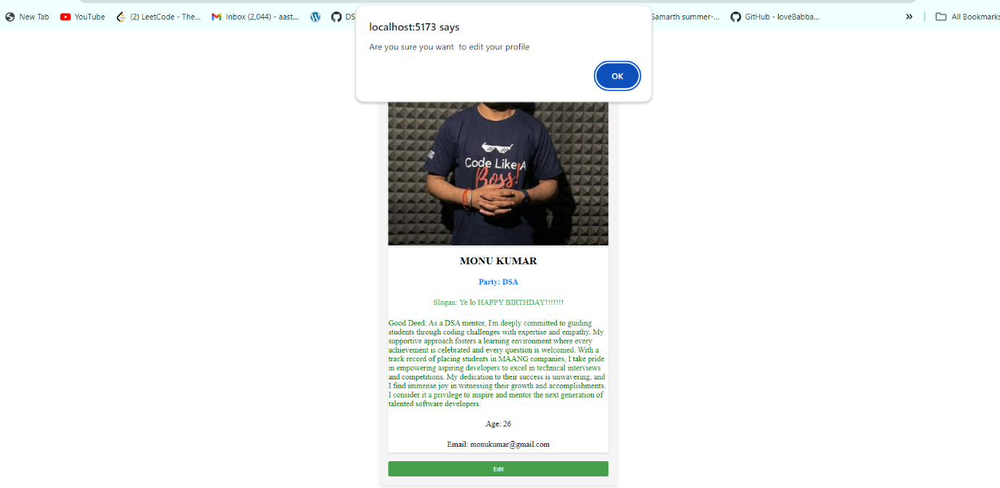 New Tab YouTube (2) LeetCode - The... Inbox (2,044) - aast... DS Samarth summer-... GitHub - loveBabba... » All Bookmarks
localhost:5173 says
Are you sure you want  to edit your profile
OK
Code Like A
Boss!
MONU KUMAR
Party: DSA
Slogan: Ye lo HAPPY BIRTHDAY!!!!!!!
Good Deed: As a DSA mentor, I'm deeply committed to guiding
students through coding challenges with expertise and empathy. My
supportive approach fosters a learning environment where every
achievement is celebrated and every question is welcomed. With a
track record of placing students in MAANG companies, I take pride
in empowering aspiring developers to excel in technical interviews
and competitions. My dedication to their success is unwavering, and
I find immense joy in witnessing their growth and accomplishments.
I consider it a privilege to inspire and mentor the next generation of
talented software developers.
Age: 26
Email: monukumar@gmail.com
Edit